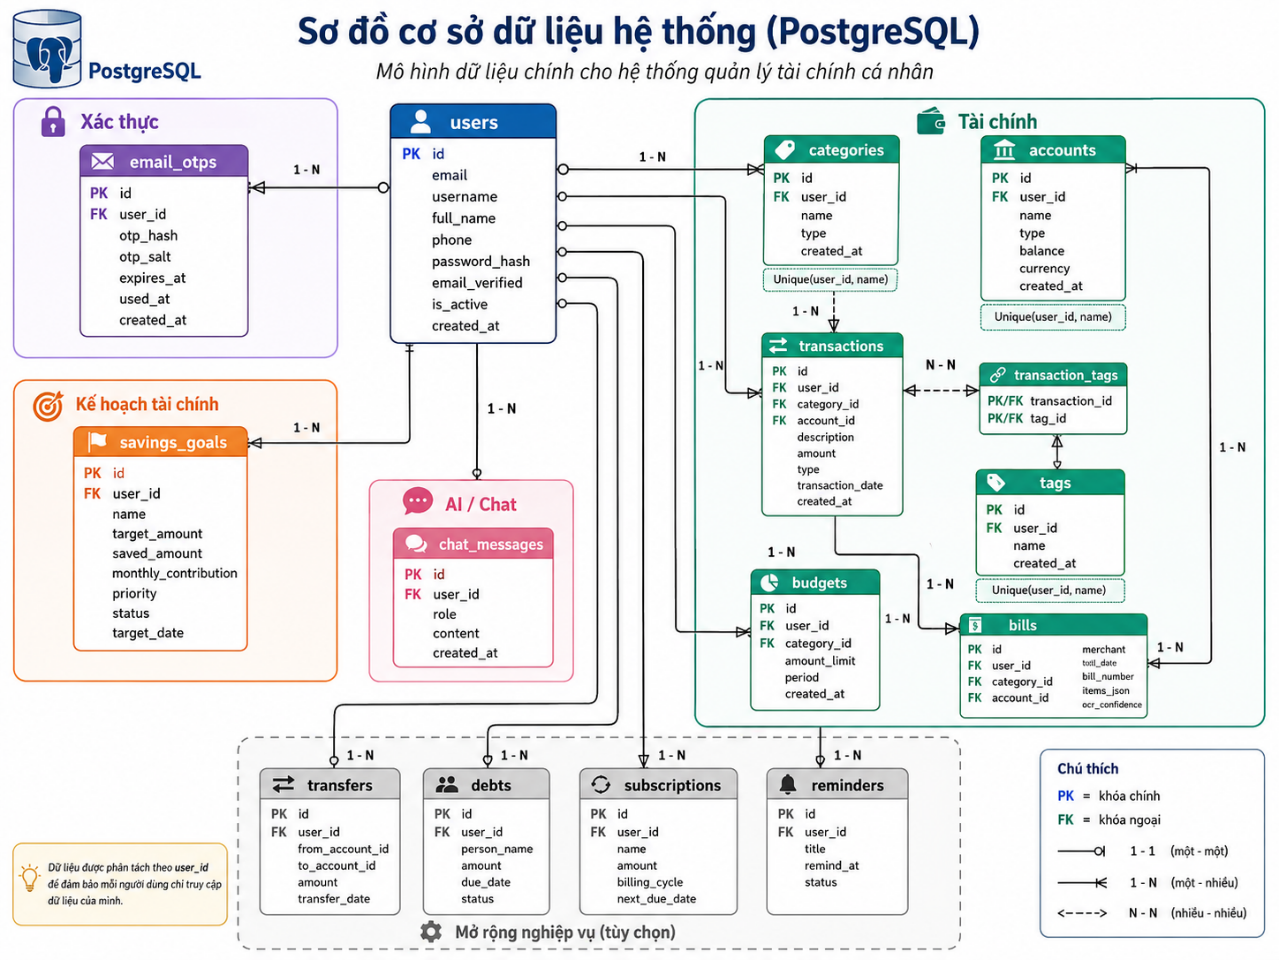 Sơ đồ cơ sở dữ liệu hệ thống (PostgreSQL)
PostgreSQL
Mô hình dữ liệu chính cho hệ thống quản lý tài chính cá nhân
Xác thực
email_otps
PK id
FK user_id
otp_hash
otp_salt
expires_at
used_at
created_at
1 - N
users
PK id
email
username
full_name
phone
password_hash
email_verified
is_active
created_at
1 - N
Tài chính
categories
PK id
FK user_id
name
type
created_at
Unique(user_id, name)
1 - N
accounts
PK id
FK user_id
name
type
balance
currency
created_at
Unique(user_id, name)
1 - N
transactions
PK id
FK user_id
FK category_id
FK account_id
description
amount
type
transaction_date
created_at
1 - N
N - N
transaction_tags
PK/FK transaction_id
PK/FK tag_id
tags
PK id
FK user_id
name
created_at
Unique(user_id, name)
1 - N
budgets
PK id
FK user_id
FK category_id
amount_limit
period
created_at
1 - N
1 - N
bills
PK id
FK user_id
FK category_id
FK account_id
merchant
bill_number
items_json
ocr_confidence
1 - N
Kế hoạch tài chính
savings_goals
PK id
FK user_id
name
target_amount
saved_amount
monthly_contribution
priority
status
target_date
1 - N
1 - N
AI / Chat
chat_messages
PK id
FK user_id
role
content
created_at
1 - N
transfers
PK id
FK user_id
from_account_id
to_account_id
amount
transfer_date
1 - N
debts
PK id
FK user_id
person_name
amount
due_date
status
1 - N
subscriptions
PK id
FK user_id
name
amount
billing_cycle
next_due_date
1 - N
reminders
PK id
FK user_id
title
remind_at
status
Mở rộng nghiệp vụ (tùy chọn)
Dữ liệu được phân tách theo user_id
để đảm bảo mỗi người dùng chỉ truy cập
dữ liệu của mình.
Chú thích
PK = khóa chính
FK = khóa ngoại
1 - 1 (một - một)
1 - N (một - nhiều)
N - N (nhiều - nhiều)